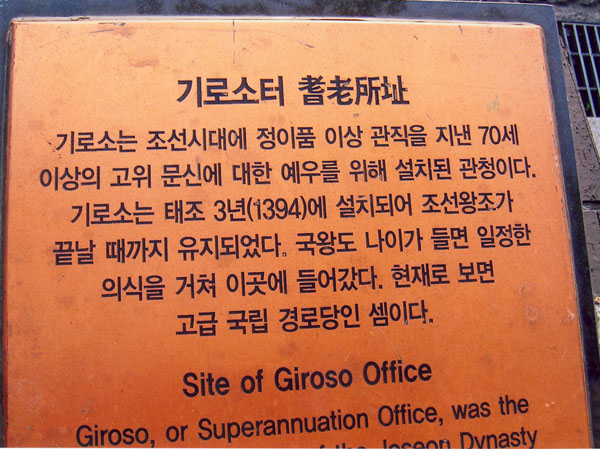 기로소터 耆老所址
기로소는 조선시대에 정이품 이상 관직을 지낸 70세
이상의 고위 문신에 대한 예우를 위해 설치된 관청이다.
기로소는 태조 3년(1394)에 설치되어 조선왕조가
끝날 때까지 유지되었다. 국왕도 나이가 들면 일정한
의식을 거쳐 이곳에 들어갔다. 현재로 보면
고급 국립 경로당인 셈이다.
Site of Giroso Office
Giroso, or Superannuation Office, was the
of the Joseon Dynasty